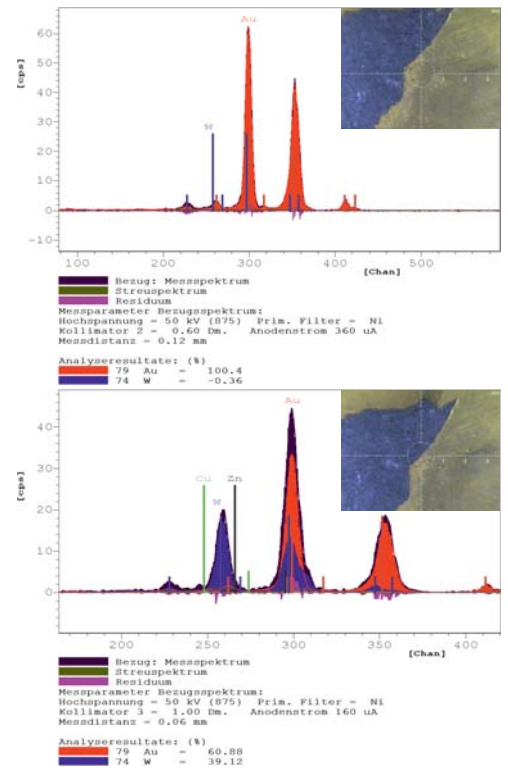 60
50
40
30
20
10
0
-10
[cps]
Au
W
100 200 300 400 500
[Chan]
Bezug: Messspektrum
Streuspektrum
Residuum
Messparameter Bezugsspektrum:
Hochspannung = 50 kV (875) Prim. Filter = Ni
Kollimator 2 = 0.60 Dm. Anodenstrom 360 uA
Messdistanz = 0.12 mm
Analyseresultate: (%)
79 Au = 100.4
74 W = -0.36
[cps]
40
30
20
10
0
Au
Cu Zn
W
200 250 300 350 400
[Chan]
Bezug: Messspektrum
Streuspektrum
Residuum
Messparameter Bezugsspektrum:
Hochspannung = 50 kV (875) Prim. Filter = Ni
Kollimator 3 = 1.00 Dm. Anodenstrom 160 uA
Messdistanz = 0.06 mm
Analyseresultate: (%)
79 Au = 60.88
74 W = 39.12